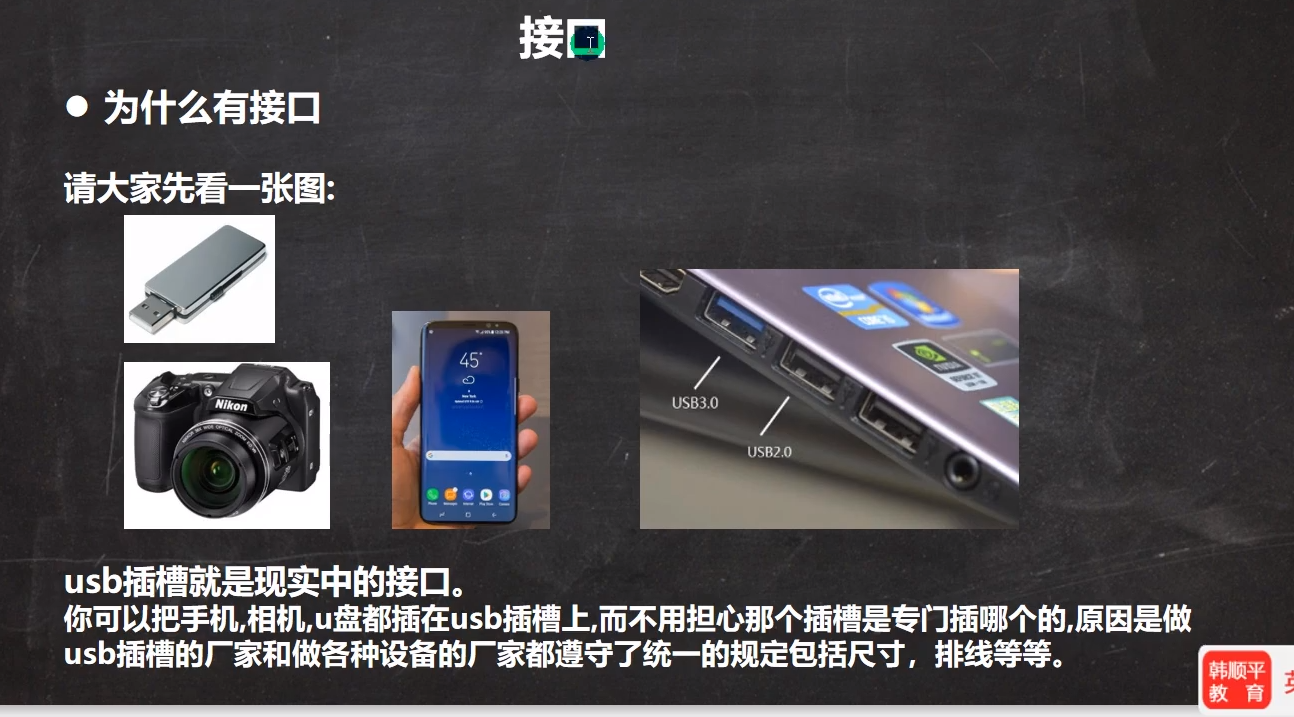 接口
为什么有接口
请大家先看一张图:
Nikon
45°
USB3.0
USB2.0
usb插槽就是现实中的接口。
你可以把手机,相机,u盘都插在usb插槽上,而不用担心那个插槽是专门插哪个的,原因是做
usb插槽的厂家和做各种设备的厂家都遵守了统一的规定包括尺寸，排线等等。
韩顺平
教 育